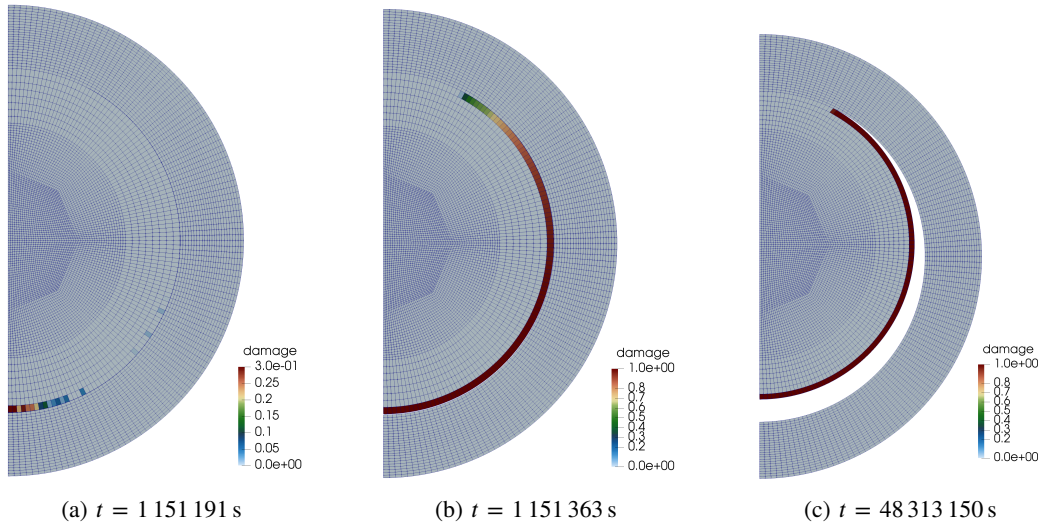 damage
3.0e-01
0.25
0.2
0.15
0.1
0.05
0.0e+00
damage
1.0e+00
0.8
0.7
0.6
0.5
0.4
0.3
0.2
0.0e+00
damage
1.0e+00
0.8
0.7
0.6
0.5
0.4
0.3
0.2
0.0e+00
(a) t = 1 151 191 s
(b) t = 1 151 363 s
(c) t = 48 313 150 s